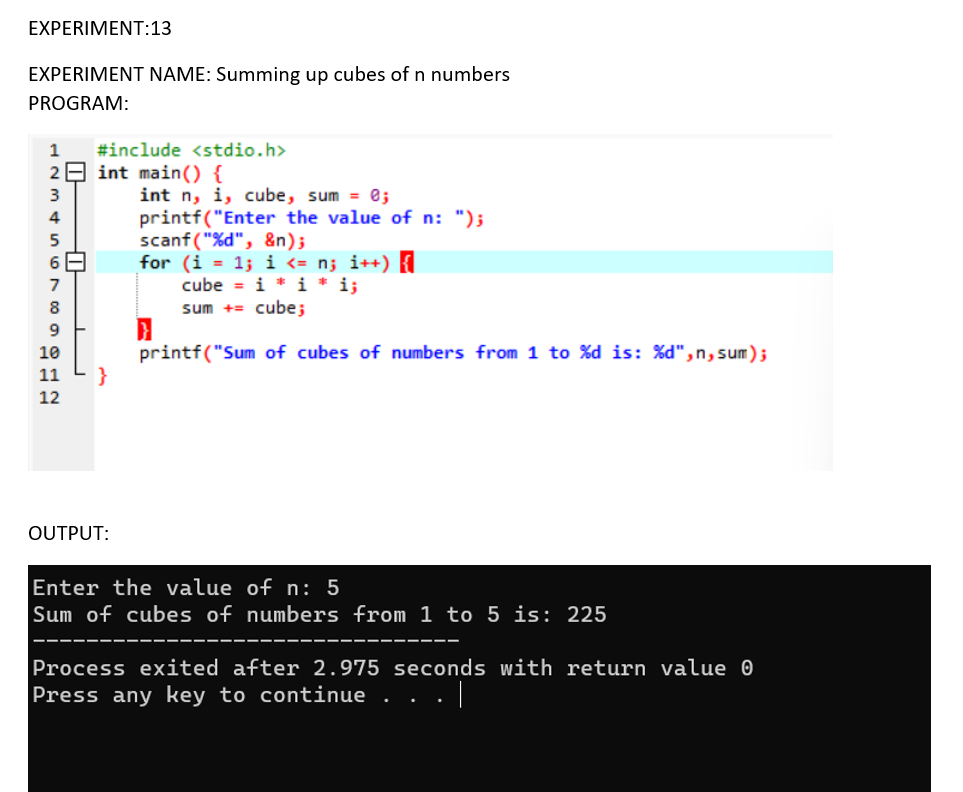 EXPERIMENT:13
EXPERIMENT NAME: Summing up cubes of n numbers
PROGRAM:
1 #include <stdio.h>
2 int main() {
3 int n, i, cube, sum = 0;
4 printf("Enter the value of n: ");
5 scanf("%d", &n);
6 for (i = 1; i <= n; i++) {
7 cube = i * i * i;
8 sum += cube;
9 }
10 printf("Sum of cubes of numbers from 1 to %d is: %d",n,sum);
11 }
12
OUTPUT:
Enter the value of n: 5
Sum of cubes of numbers from 1 to 5 is: 225
--------------------------------
Process exited after 2.975 seconds with return value 0
Press any key to continue . . .